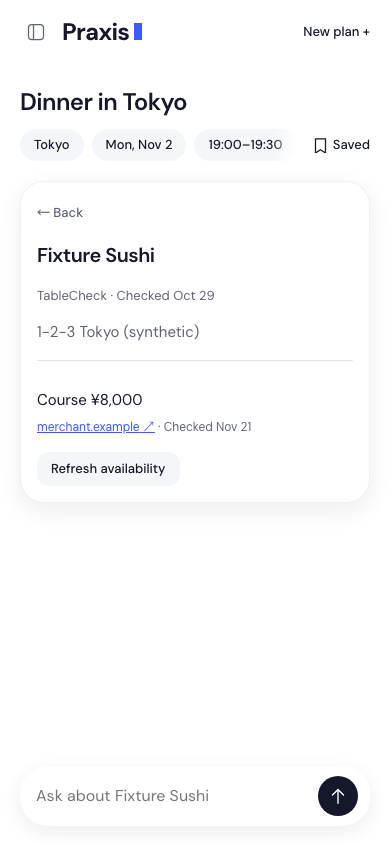 Praxis
New plan +
Dinner in Tokyo
Tokyo
Mon, Nov 2
19:00–19:30
Saved
← Back
Fixture Sushi
TableCheck · Checked Oct 29
1-2-3 Tokyo (synthetic)
Course ¥8,000
merchant.example ↗ · Checked Nov 21
Refresh availability
Ask about Fixture Sushi